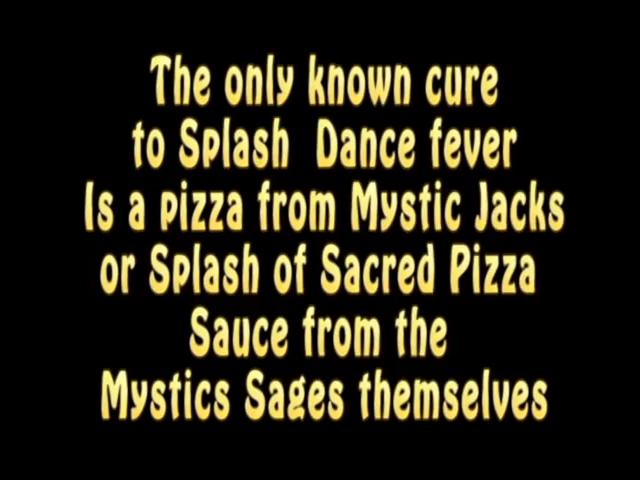 The only known cure
to Splash Dance fever
Is a pizza from Mystic Jacks
or Splash of Sacred Pizza
Sauce from the
Mystics Sages themselves